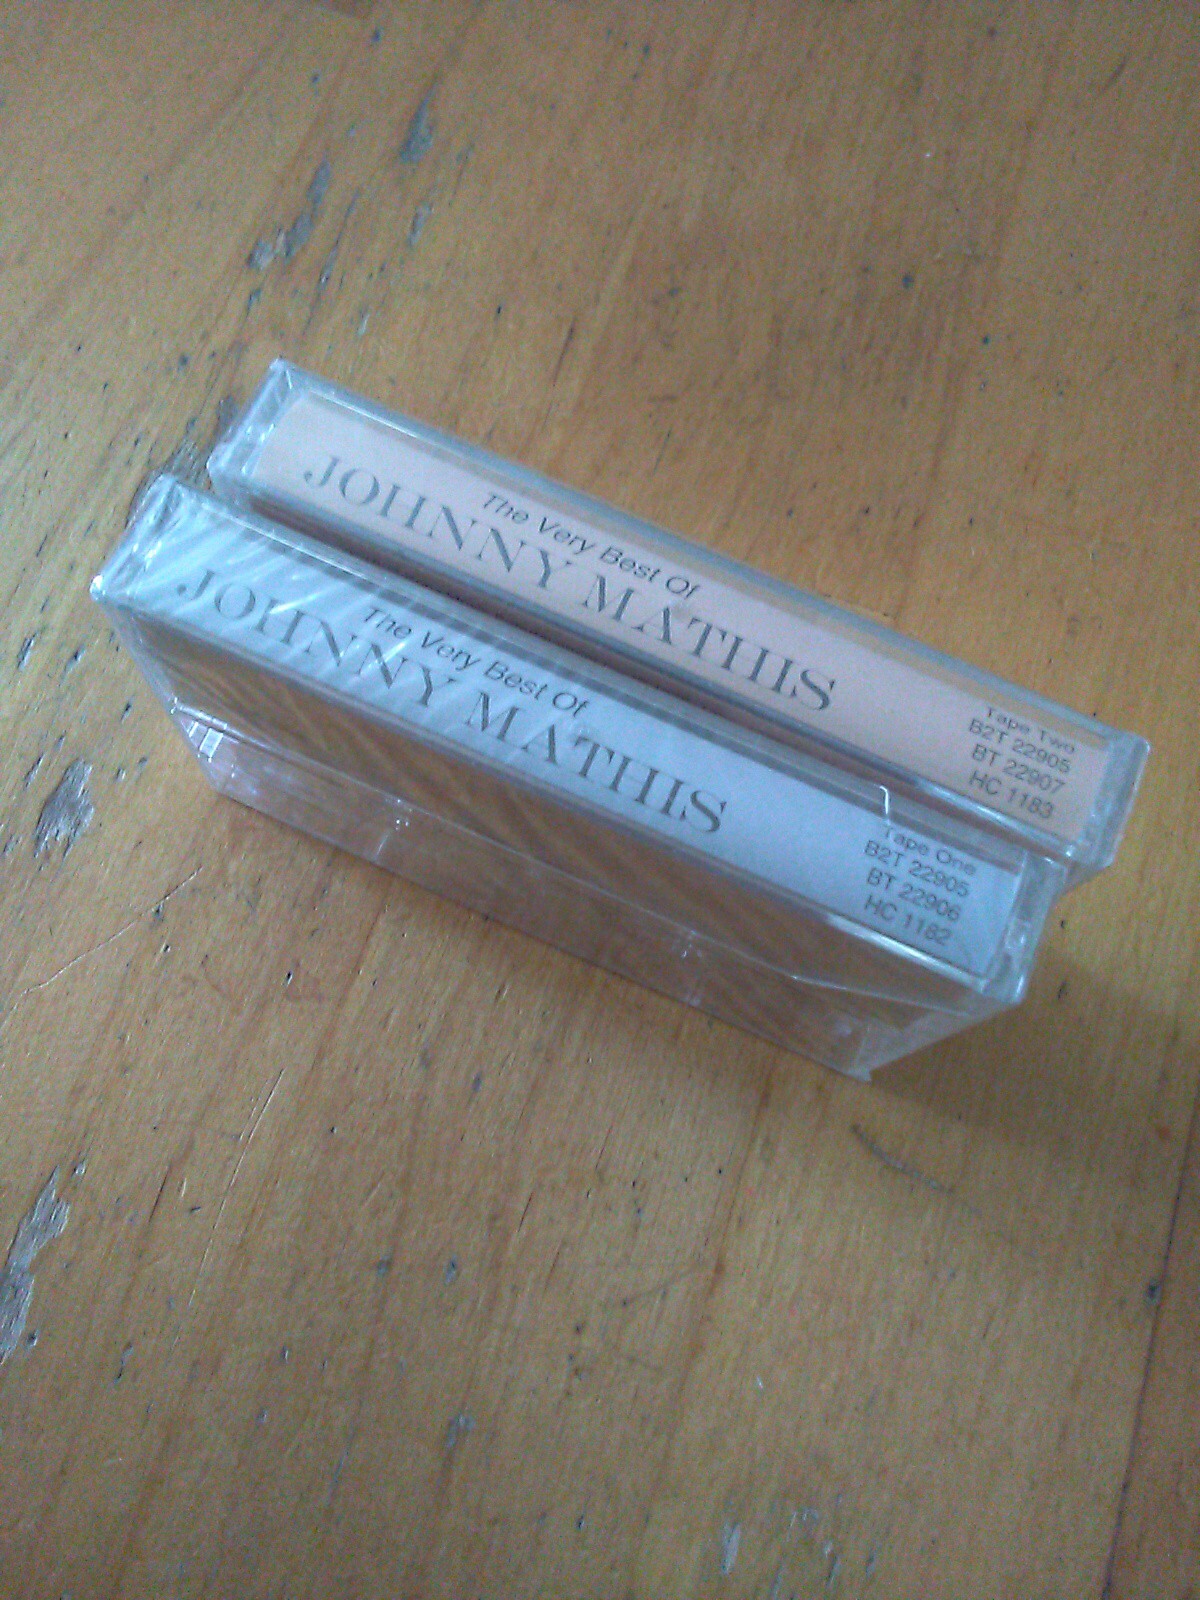 The Very Best Of
JOHNNY MATHIS
Tape Two
B2T 22905
BT 22907
HC 1183
The Very Best Of
JOHNNY MATHIS
Tape One
B2T 22905
BT 22906
HC 1182